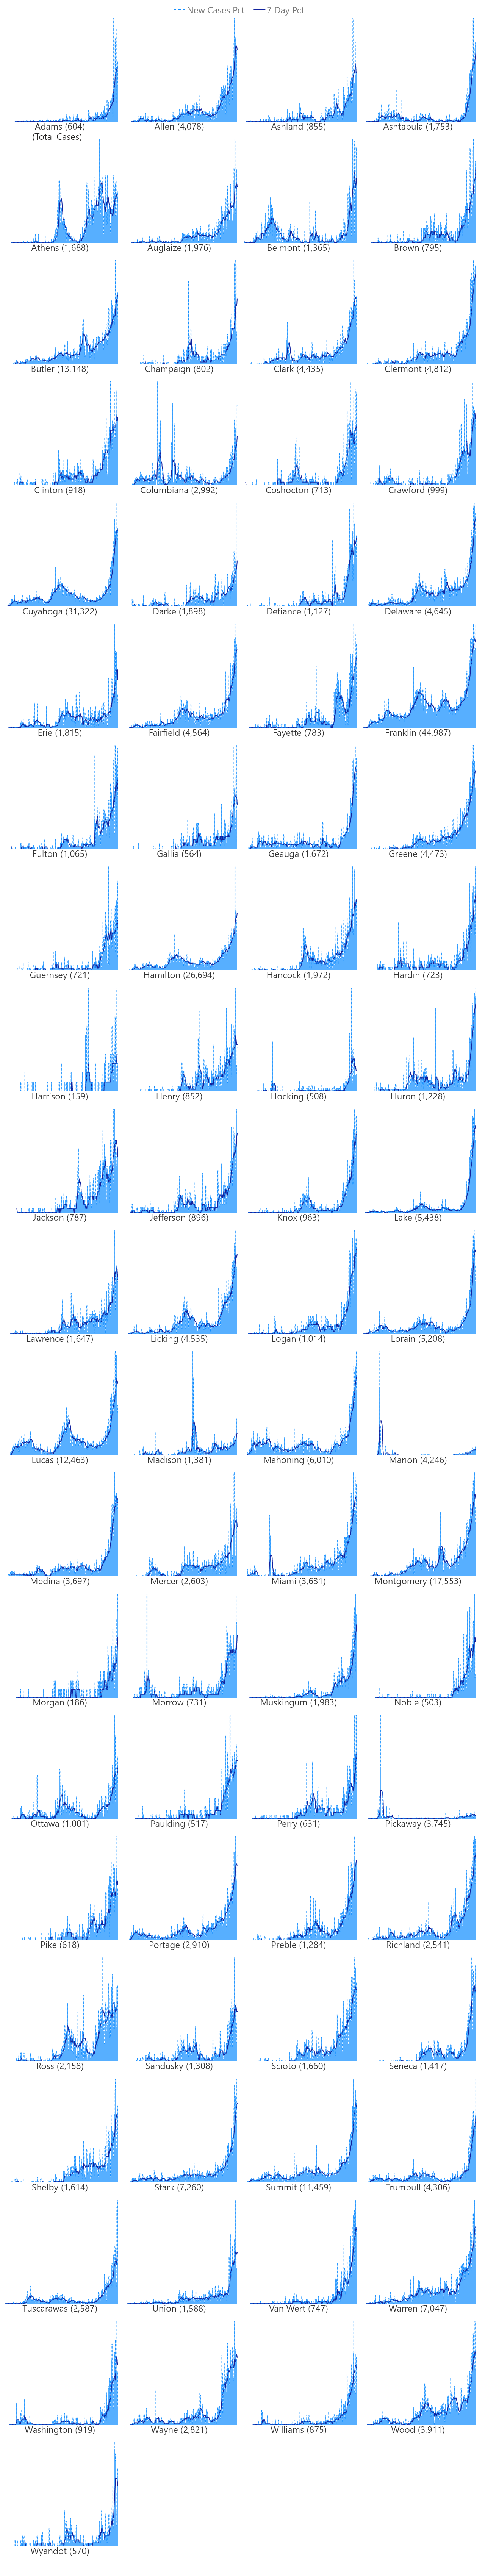 New Cases Pct 7 Day Pct
Adams (604) Allen (4,078) Ashland (855) Ashtabula (1,753)
(Total Cases)
Athens (1,688) Auglaize (1,976) Belmont (1,365) Brown (795)
Butler (13,148) Champaign (802) Clark (4,435) Clermont (4,812)
Clinton (918) Columbiana (2,992) Coshocton (713) Crawford (999)
Cuyahoga (31,322) Darke (1,898) Defiance (1,127) Delaware (4,645)
Erie (1,815) Fairfield (4,564) Fayette (783) Franklin (44,987)
Fulton (1,065) Gallia (564) Geauga (1,672) Greene (4,473)
Guernsey (721) Hamilton (26,694) Hancock (1,972) Hardin (723)
Harrison (159) Henry (852) Hocking (508) Huron (1,228)
Jackson (787) Jefferson (896) Knox (963) Lake (5,438)
Lawrence (1,647) Licking (4,535) Logan (1,014) Lorain (5,208)
Lucas (12,463) Madison (1,381) Mahoning (6,010) Marion (4,246)
Medina (3,697) Mercer (2,603) Miami (3,631) Montgomery (17,553)
Morgan (186) Morrow (731) Muskingum (1,983) Noble (503)
Ottawa (1,001) Paulding (517) Perry (631) Pickaway (3,745)
Pike (618) Portage (2,910) Preble (1,284) Richland (2,541)
Ross (2,158) Sandusky (1,308) Scioto (1,660) Seneca (1,417)
Shelby (1,614) Stark (7,260) Summit (11,459) Trumbull (4,306)
Tuscarawas (2,587) Union (1,588) Van Wert (747) Warren (7,047)
Washington (919) Wayne (2,821) Williams (875) Wood (3,911)
Wyandot (570)